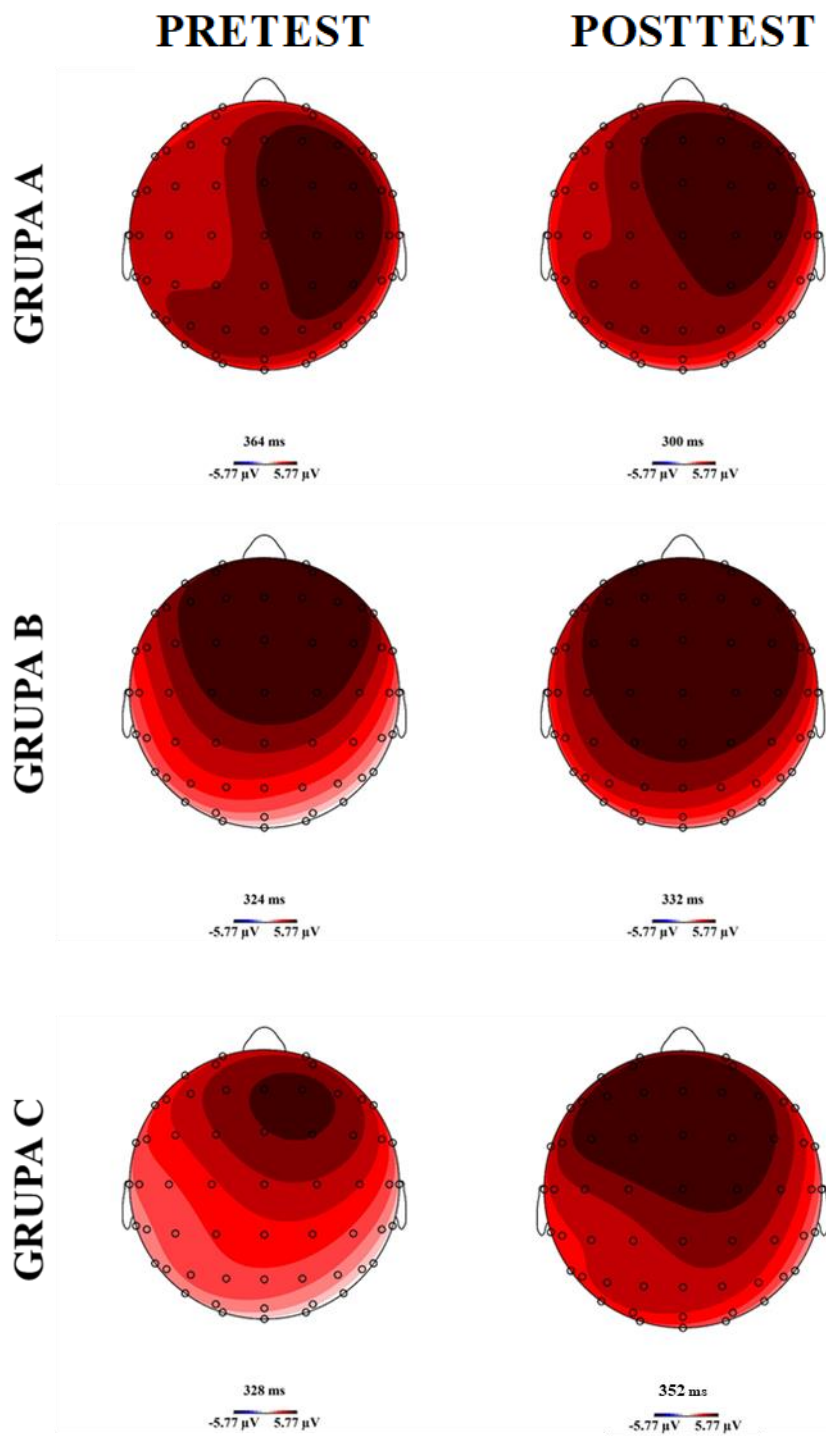 PRETEST POSTTEST
GRUPA A
364 ms 300 ms
-5.77 µV 5.77 µV -5.77 µV 5.77 µV
GRUPA B
324 ms 332 ms
-5.77 µV 5.77 µV -5.77 µV 5.77 µV
GRUPA C
328 ms 352 ms
-5.77 µV 5.77 µV -5.77 µV 5.77 µV